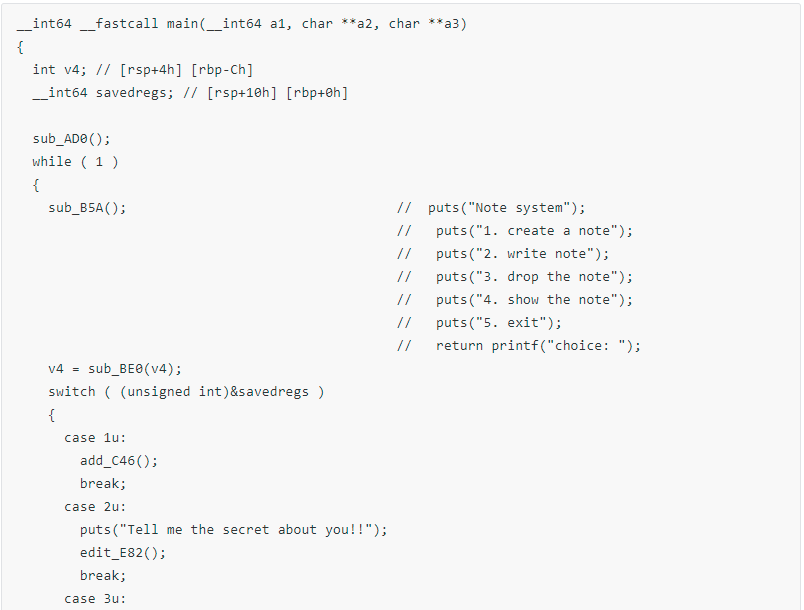 __int64 __fastcall main(__int64 a1, char **a2, char **a3)
{
  int v4; // [rsp+4h] [rbp-Ch]
  __int64 savedregs; // [rsp+10h] [rbp+0h]

  sub_AD0();
  while ( 1 )
  {
    sub_B5A();                                  //  puts("Note system");
                                                //   puts("1. create a note");
                                                //   puts("2. write note");
                                                //   puts("3. drop the note");
                                                //   puts("4. show the note");
                                                //   puts("5. exit");
                                                //   return printf("choice: ");
    v4 = sub_BE0(v4);
    switch ( (unsigned int)&savedregs )
    {
      case 1u:
        add_C46();
        break;
      case 2u:
        puts("Tell me the secret about you!!");
        edit_E82();
        break;
      case 3u: